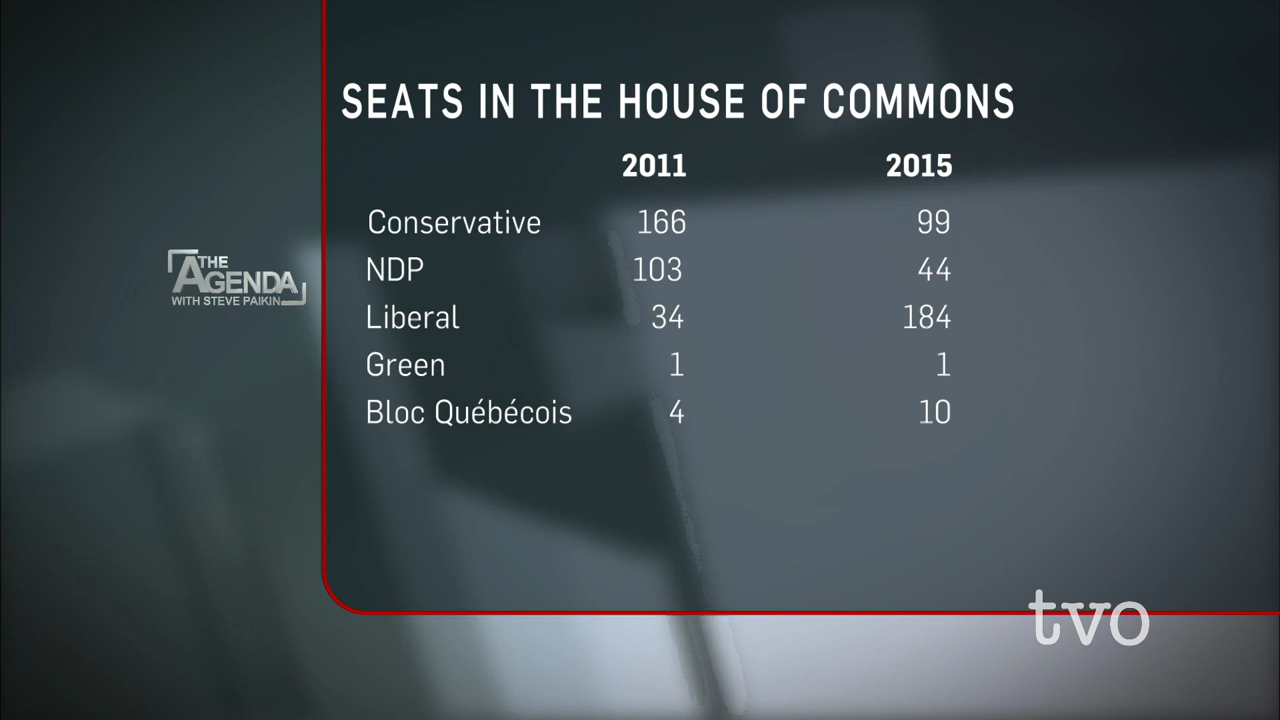 SEATS IN THE HOUSE OF COMMONS
2011 2015
Conservative 166 99
NDP 103 44
Liberal 34 184
Green 1 1
Bloc Québécois 4 10
THE
AGENDA
WITH STEVE PAIKIN
tvo